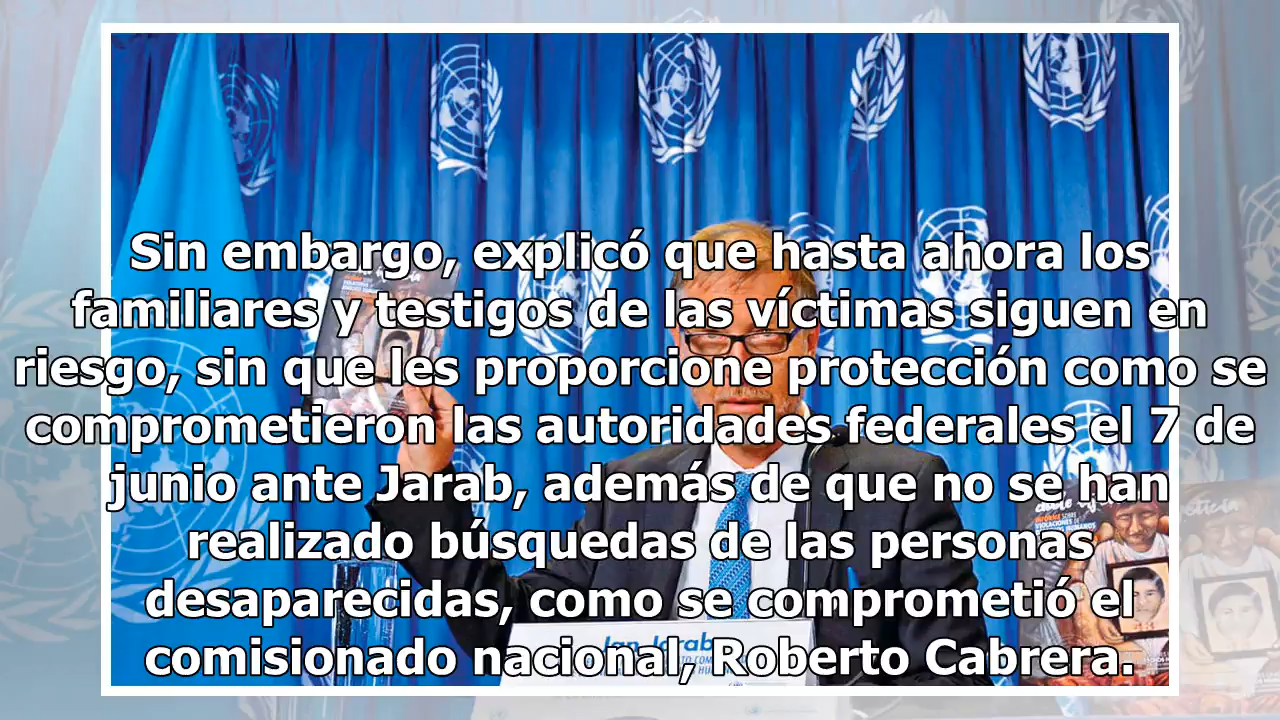 Sin embargo, explicó que hasta ahora los
familiares y testigos de las víctimas siguen en
riesgo, sin que les proporcione protección como se
comprometieron las autoridades federales el 7 de
junio ante Jarab, además de que no se han
realizado búsquedas de las personas
desaparecidas, como se comprometió el
comisionado nacional, Roberto Cabrera.
Jan Jarab